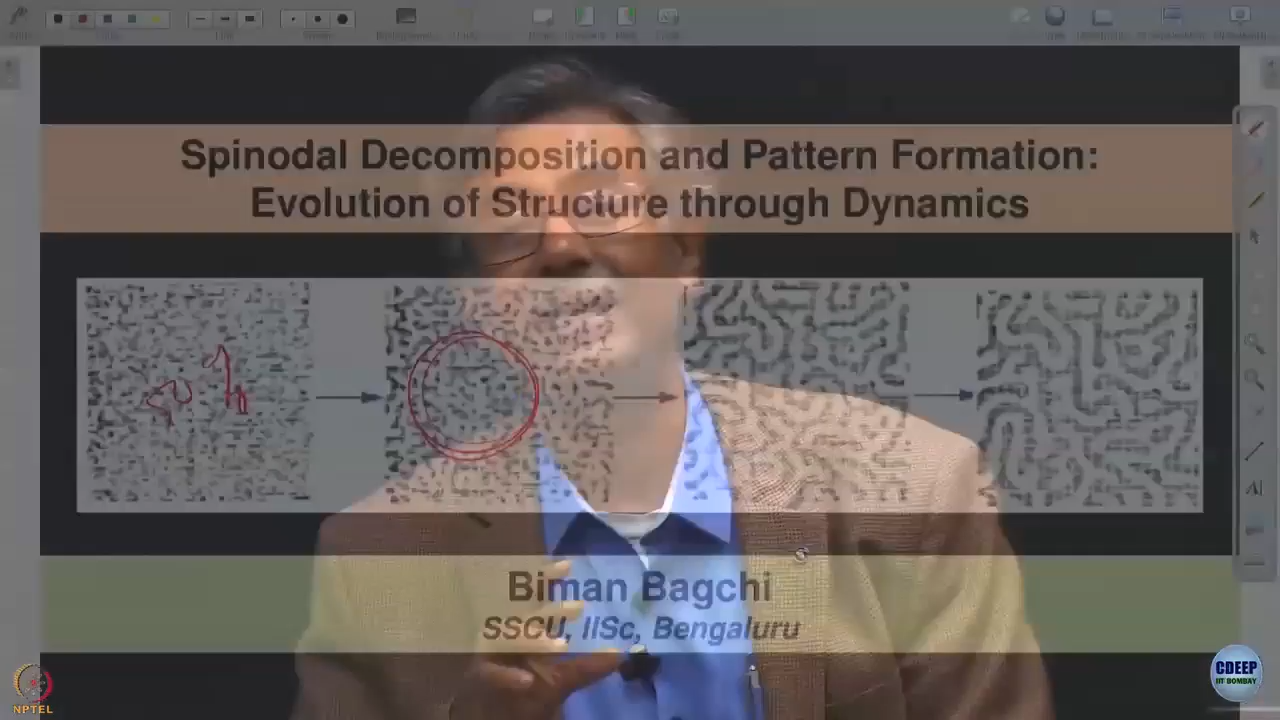 Spinodal Decomposition and Pattern Formation:
Evolution of Structure through Dynamics
Biman Bagchi
SSCU, IISc, Bengaluru
NPTEL
CDEEP
IIT BOMBAY